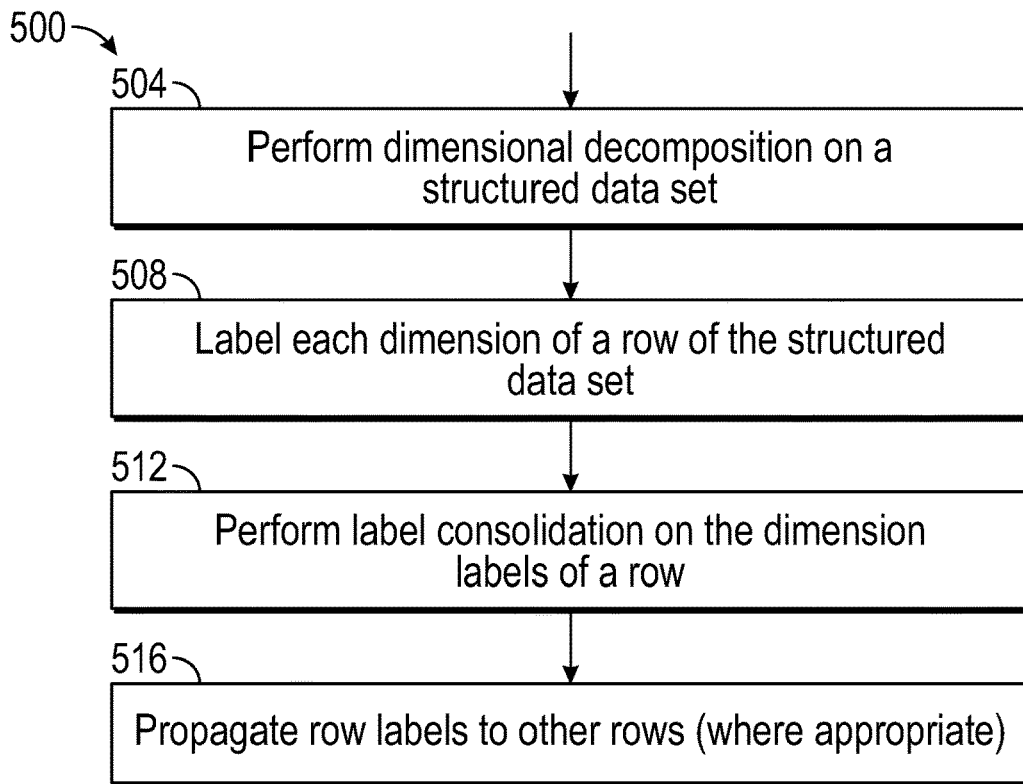 500
504
Perform dimensional decomposition on a
structured data set
508
Label each dimension of a row of the structured
data set
512
Perform label consolidation on the dimension
labels of a row
516
Propagate row labels to other rows (where appropriate)